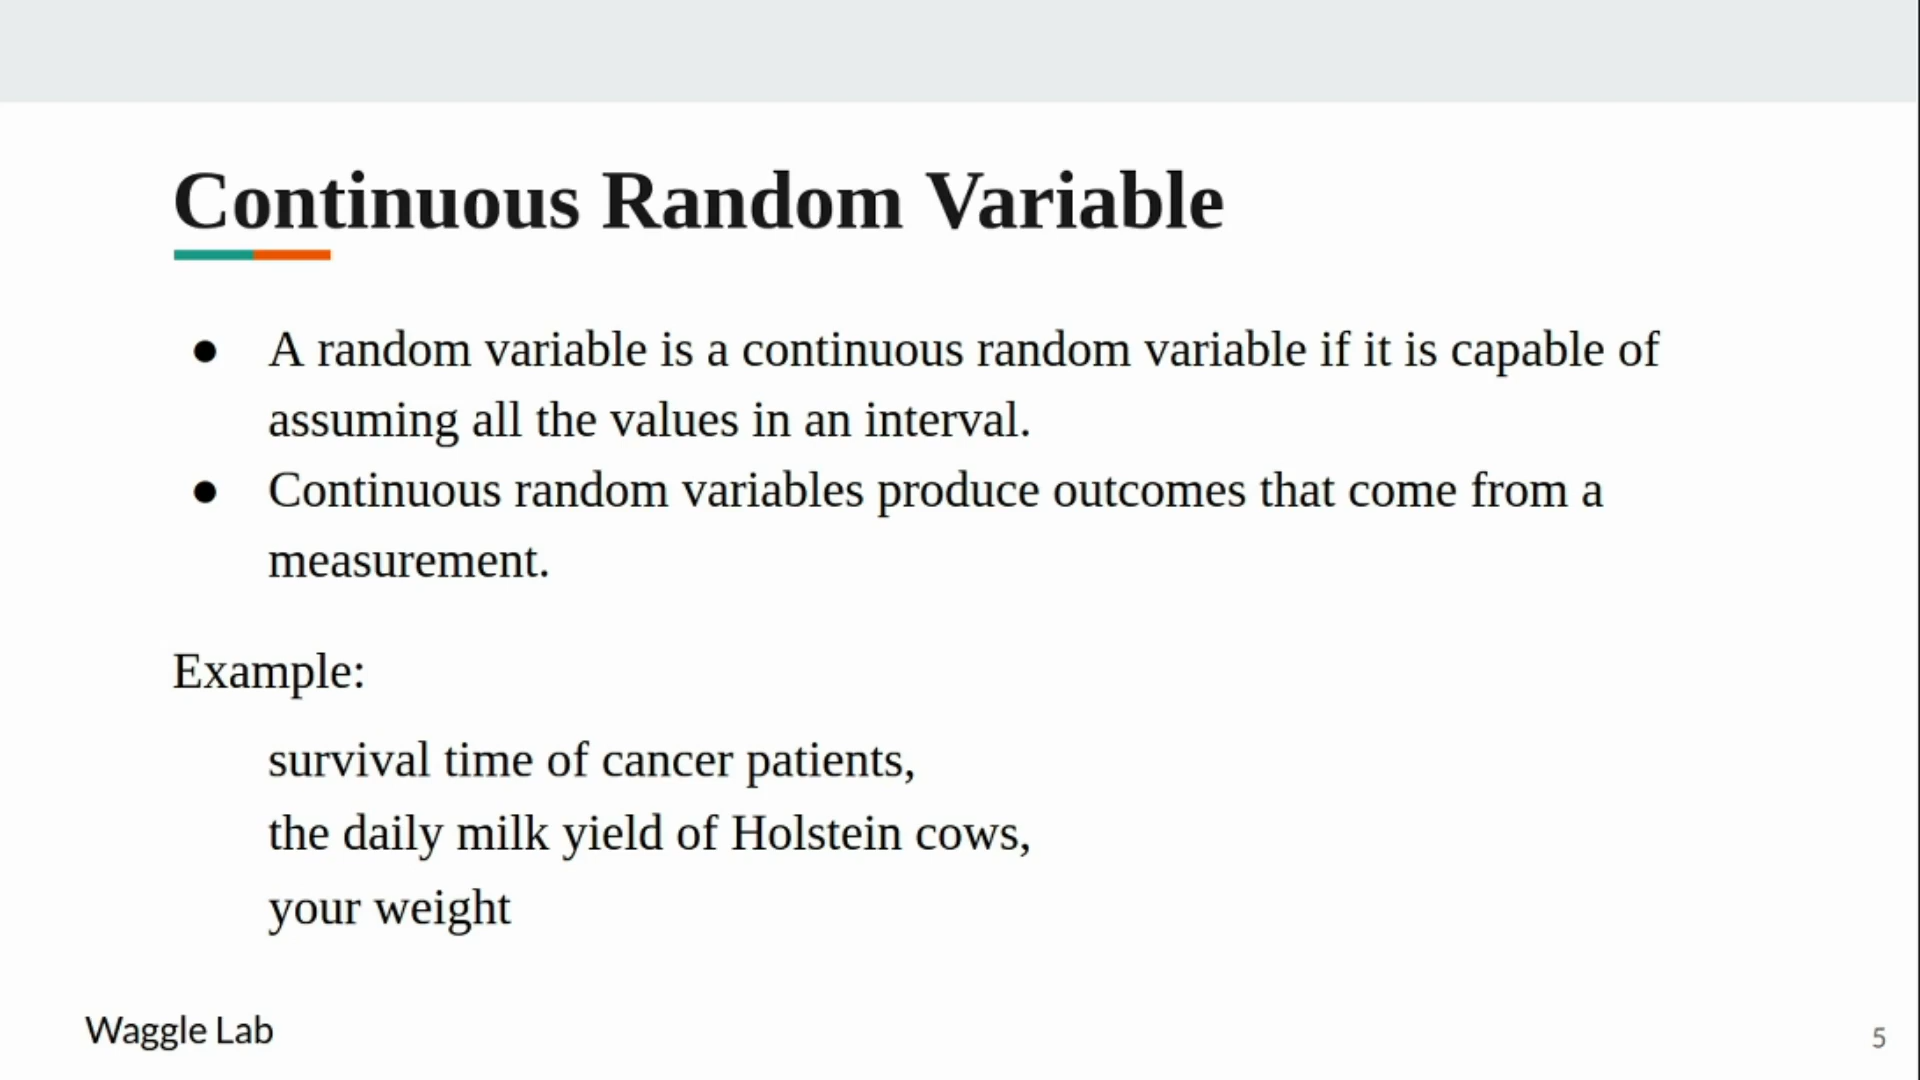 Continuous Random Variable
● A random variable is a continuous random variable if it is capable of
assuming all the values in an interval.
● Continuous random variables produce outcomes that come from a
measurement.
Example:
survival time of cancer patients,
the daily milk yield of Holstein cows,
your weight
Waggle Lab
5